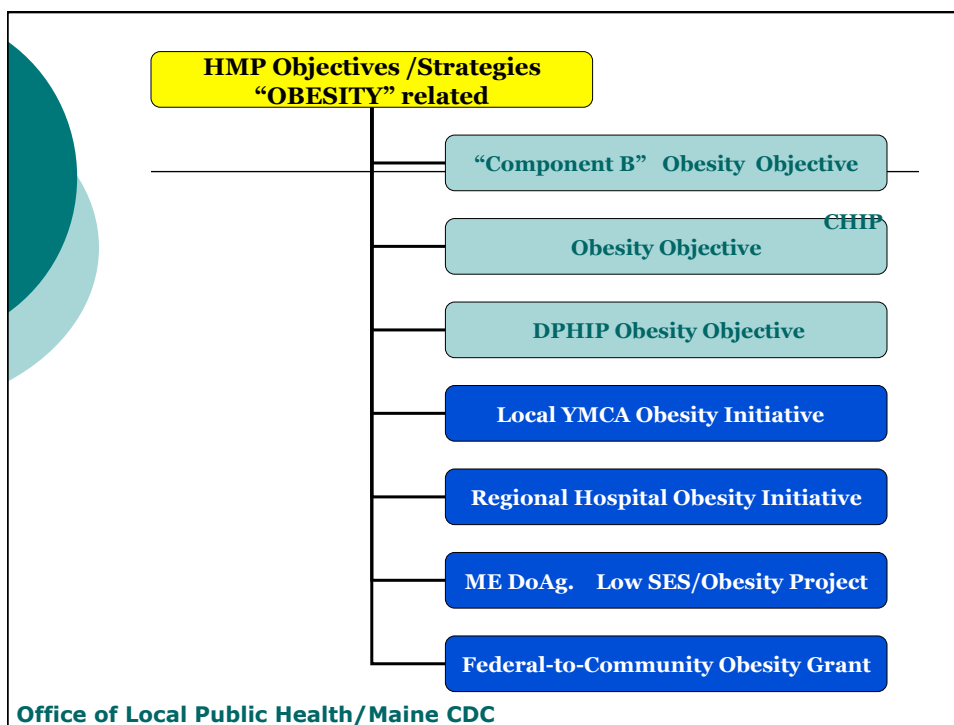 HMP Objectives /Strategies
“OBESITY” related
“Component B” Obesity Objective
CHIP
Obesity Objective
DPHIP Obesity Objective
Local YMCA Obesity Initiative
Regional Hospital Obesity Initiative
ME DoAg. Low SES/Obesity Project
Federal-to-Community Obesity Grant
Office of Local Public Health/Maine CDC